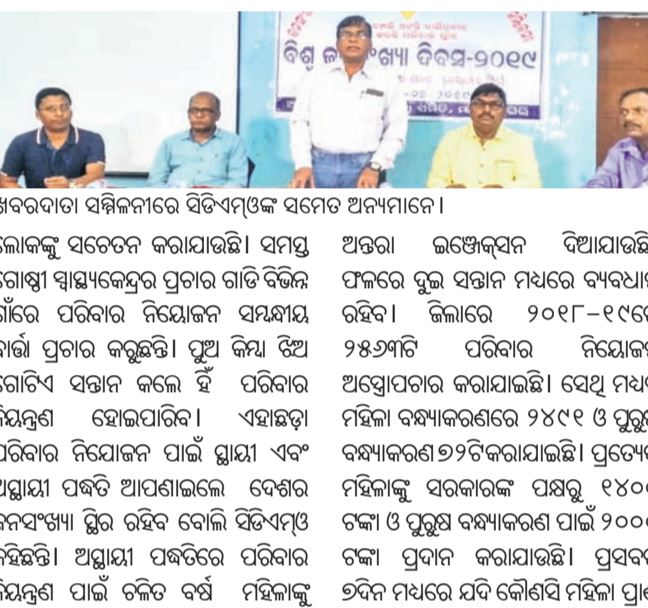 ବିଶ୍ୱ ଜନସଂଖ୍ୟା ଦିବସ-୨୦୧୯
ଖବରଦାତା ସମ୍ମିଳନୀରେ ସିଡିଏମ୍‌ଓଙ୍କ ସମେତ ଅନ୍ୟମାନେ।
ଲୋକଙ୍କୁ ସଚେତନ କରାଯାଉଛି। ସମସ୍ତ
ଗୋଷ୍ଠୀ ସ୍ୱାସ୍ଥ୍ୟକେନ୍ଦ୍ରର ପ୍ରଚାର ଗାଡି ବିଭିନ୍ନ
ଗାଁରେ ପରିବାର ନିୟୋଜନ ସମ୍ବନ୍ଧୀୟ
ବାର୍ତ୍ତା ପ୍ରଚାର କରୁଛନ୍ତି। ପୁଅ କିମ୍ବା ଝିଅ
ଗୋଟିଏ ସନ୍ତାନ କଲେ ହିଁ ପରିବାର
ନିୟନ୍ତ୍ରଣ ହୋଇପାରିବ। ଏହାଛଡ଼ା
ପରିବାର ନିୟୋଜନ ପାଇଁ ସ୍ଥାୟୀ ଏବଂ
ଅସ୍ଥାୟୀ ପଦ୍ଧତି ଆପଣାଇଲେ ଦେଶର
ଜନସଂଖ୍ୟା ସ୍ଥିର ରହିବ ବୋଲି ସିଡିଏମ୍‌ଓ
କହିଛନ୍ତି। ଅସ୍ଥାୟୀ ପଦ୍ଧତିରେ ପରିବାର
ନିୟନ୍ତ୍ରଣ ପାଇଁ ଚଳିତ ବର୍ଷ ମହିଳାଙ୍କୁ
ଅନ୍ତରା ଇଞ୍ଜେକ୍‌ସନ ଦିଆଯାଉଛି
ଫଳରେ ଦୁଇ ସନ୍ତାନ ମଧ୍ୟରେ ବ୍ୟବଧାନ
ରହିବ। ଜିଲାରେ ୨୦୧୮-୧୯ରେ
୨୫୬୩ଟି ପରିବାର ନିୟୋଜନ
ଅସ୍ତ୍ରୋପଚାର କରାଯାଇଛି। ସେଥି ମଧ୍ୟ
ମହିଳା ବନ୍ଧ୍ୟାକରଣରେ ୨୪୯୧ ଓ ପୁରୁଷ
ବନ୍ଧ୍ୟାକରଣ ୭୨ଟି କରାଯାଇଛି। ପ୍ରତ୍ୟେକ
ମହିଳାଙ୍କୁ ସରକାରଙ୍କ ପକ୍ଷରୁ ୧୪୦୦
ଟଙ୍କା ଓ ପୁରୁଷ ବନ୍ଧ୍ୟାକରଣ ପାଇଁ ୨୦୦୦
ଟଙ୍କା ପ୍ରଦାନ କରାଯାଉଛି। ପ୍ରସବର
୭ଦିନ ମଧ୍ୟରେ ଯଦି କୌଣସି ମହିଳା